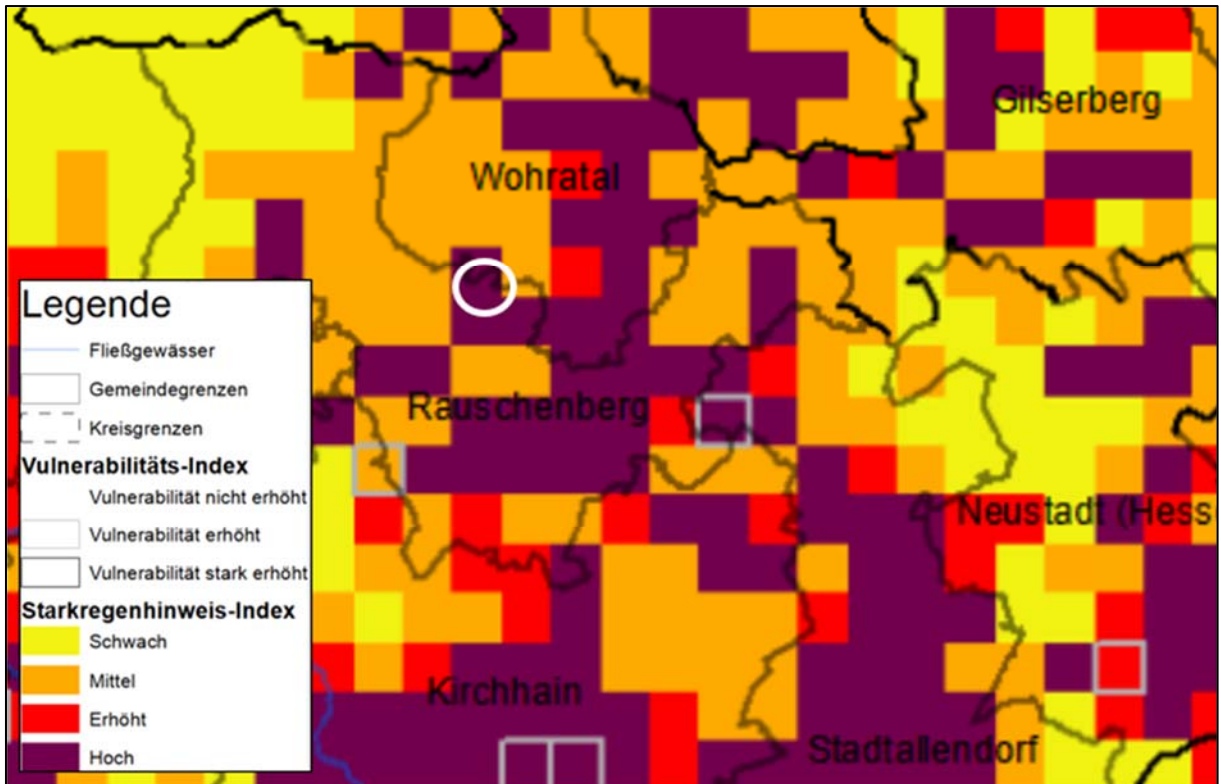 Gilserberg
Wohratal
Legende
Fließgewässer
Gemeindegrenzen
Kreisgrenzen
Vulnerabilitäts-Index
Vulnerabilität nicht erhöht
Vulnerabilität erhöht
Vulnerabilität stark erhöht
Starkregenhinweis-Index
Schwach
Mittel
Erhöht
Hoch
Rauschenberg
Neustadt (Hess
Kirchhain
Stadtallendorf